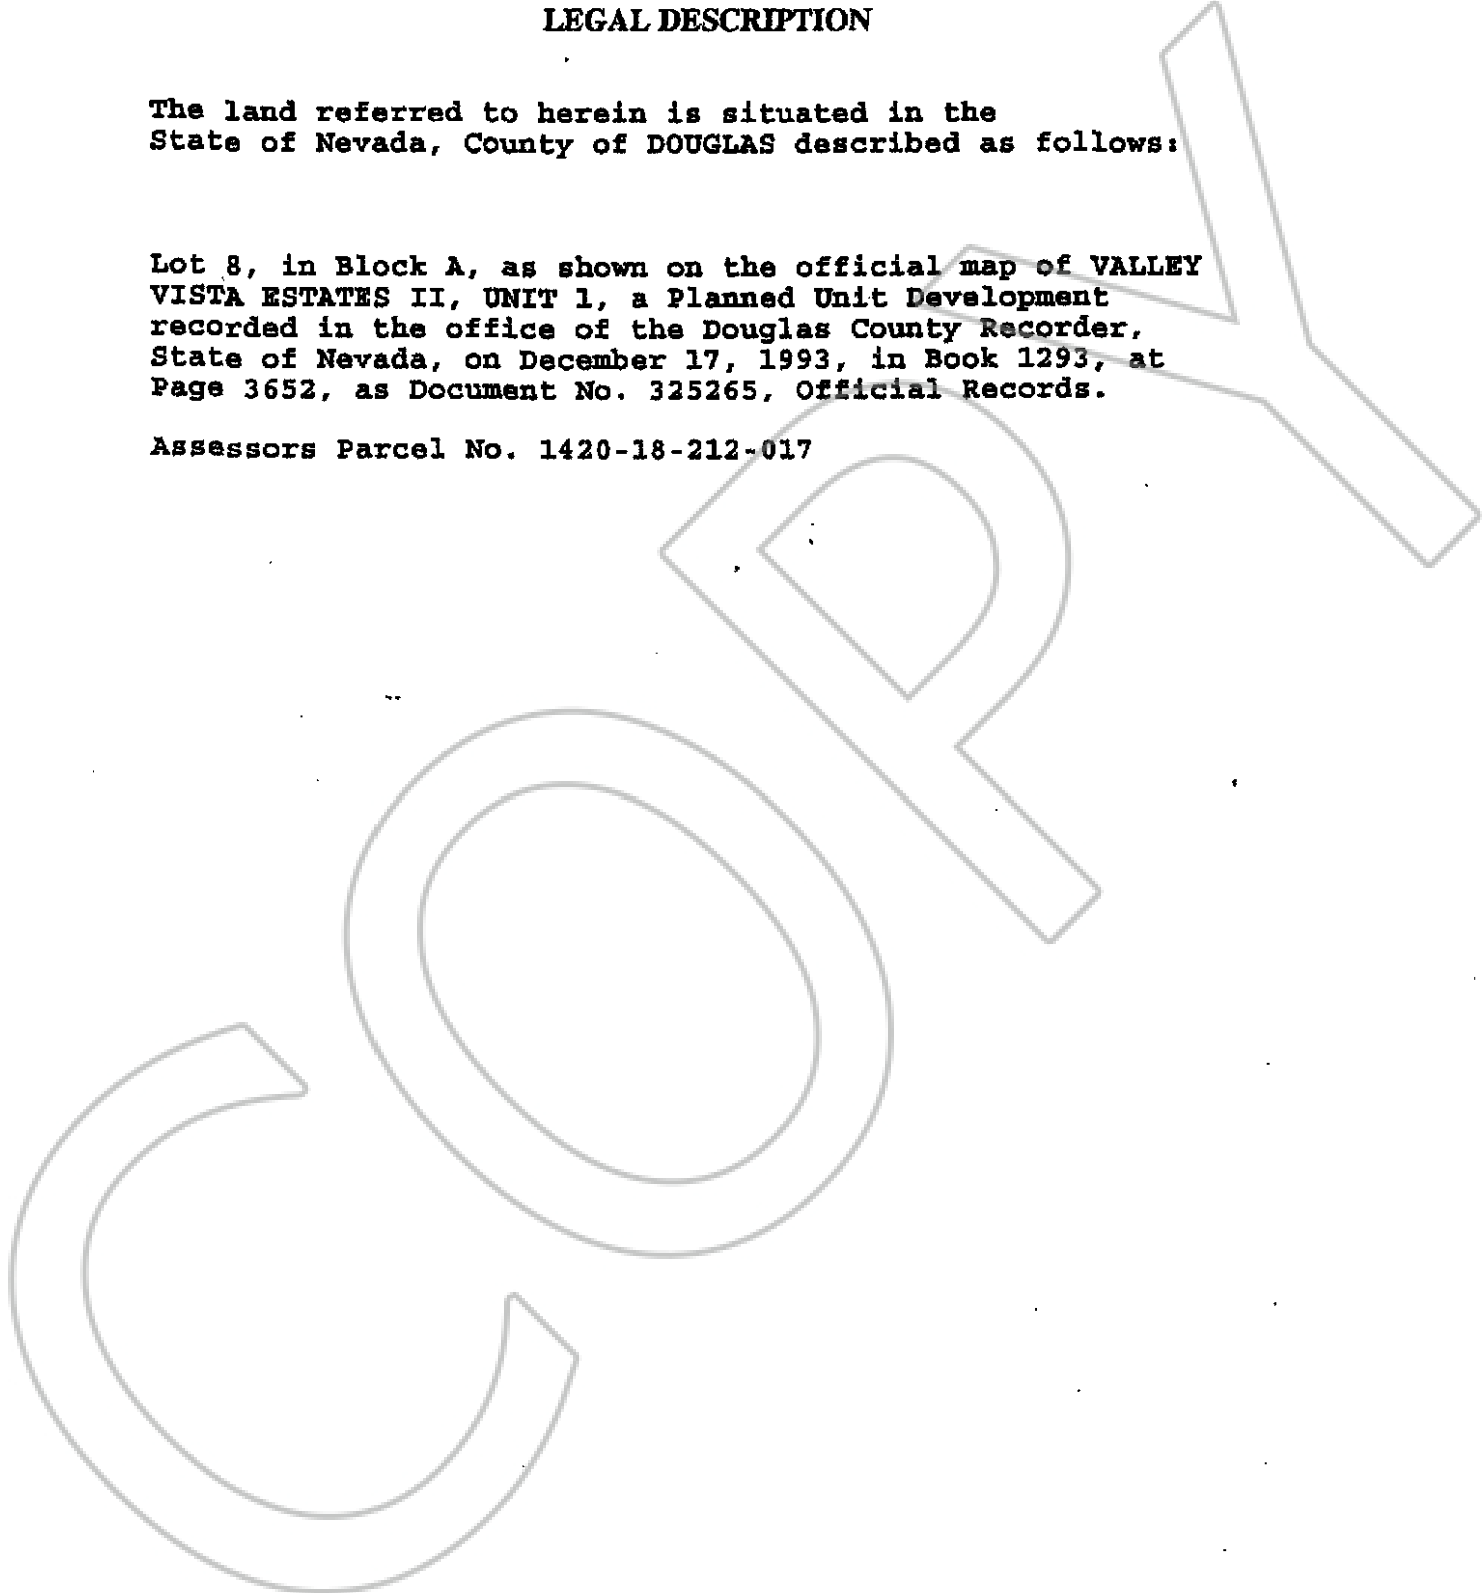 LEGAL DESCRIPTION
The land referred to herein is situated in the
State of Nevada, County of DOUGLAS described as follows:
Lot 8, in Block A, as shown on the official map of VALLEY
VISTA ESTATES II, UNIT 1, a Planned Unit Development
recorded in the office of the Douglas County Recorder,
State of Nevada, on December 17, 1993, in Book 1293, at
Page 3652, as Document No. 325265, Official Records.
Assessors Parcel No. 1420-18-212-017
COPY